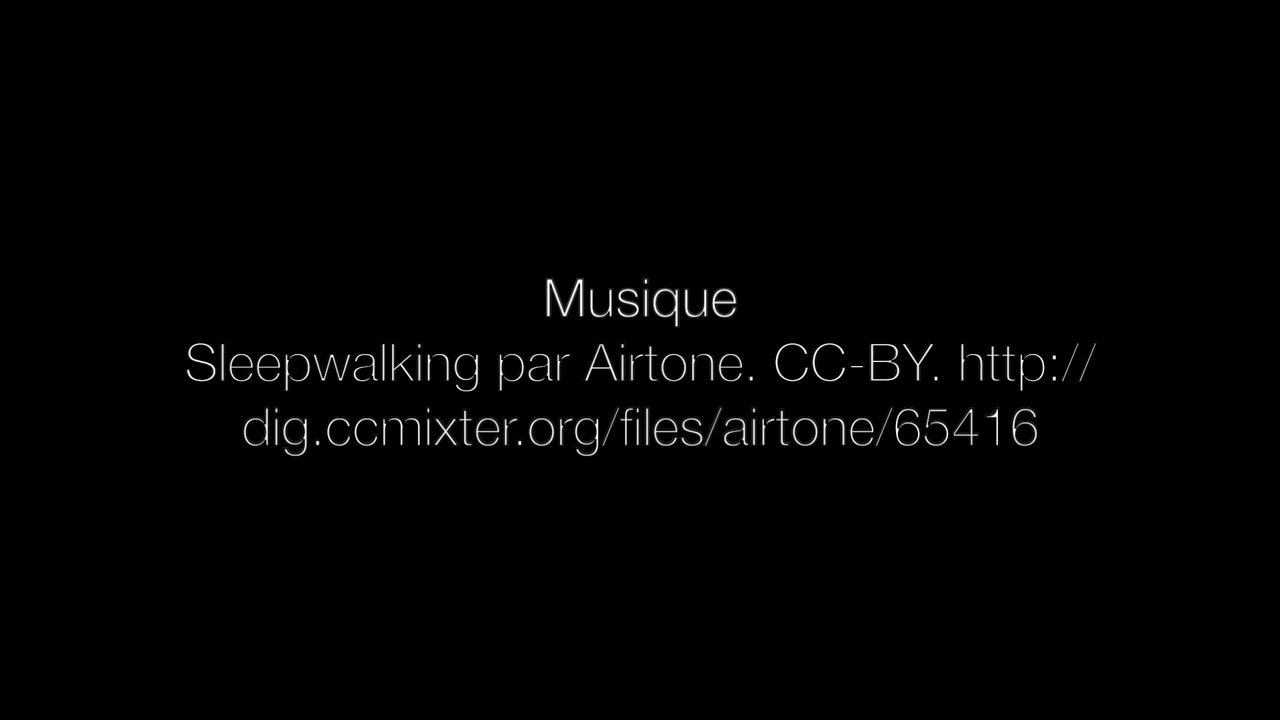 Musique
Sleepwalking par Airtone. CC-BY. http://
dig.ccmixter.org/files/airtone/65416